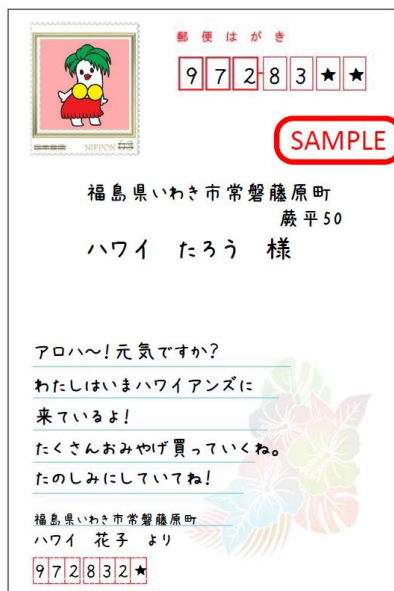 郵便はがき
972-83★★
NIPPON 63
SAMPLE
福島県いわき市常磐藤原町
蕨平50
ハワイ たろう 様
アロハ〜!元気ですか?
わたしはいまハワイアンズに
来ているよ!
たくさんおみやげ買っていくね。
たのしみにしていてね!
福島県いわき市常磐藤原町
ハワイ 花子 より
972832★